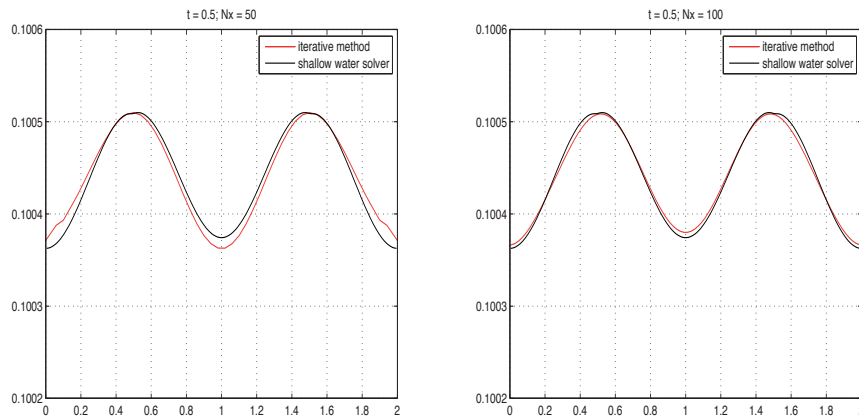 t = 0.5; Nx = 50
iterative method
shallow water solver
0.1006
0.1005
0.1004
0.1003
0.1002
0 0.2 0.4 0.6 0.8 1 1.2 1.4 1.6 1.8 2
t = 0.5; Nx = 100
iterative method
shallow water solver
0.1006
0.1005
0.1004
0.1003
0.1002
0 0.2 0.4 0.6 0.8 1 1.2 1.4 1.6 1.8